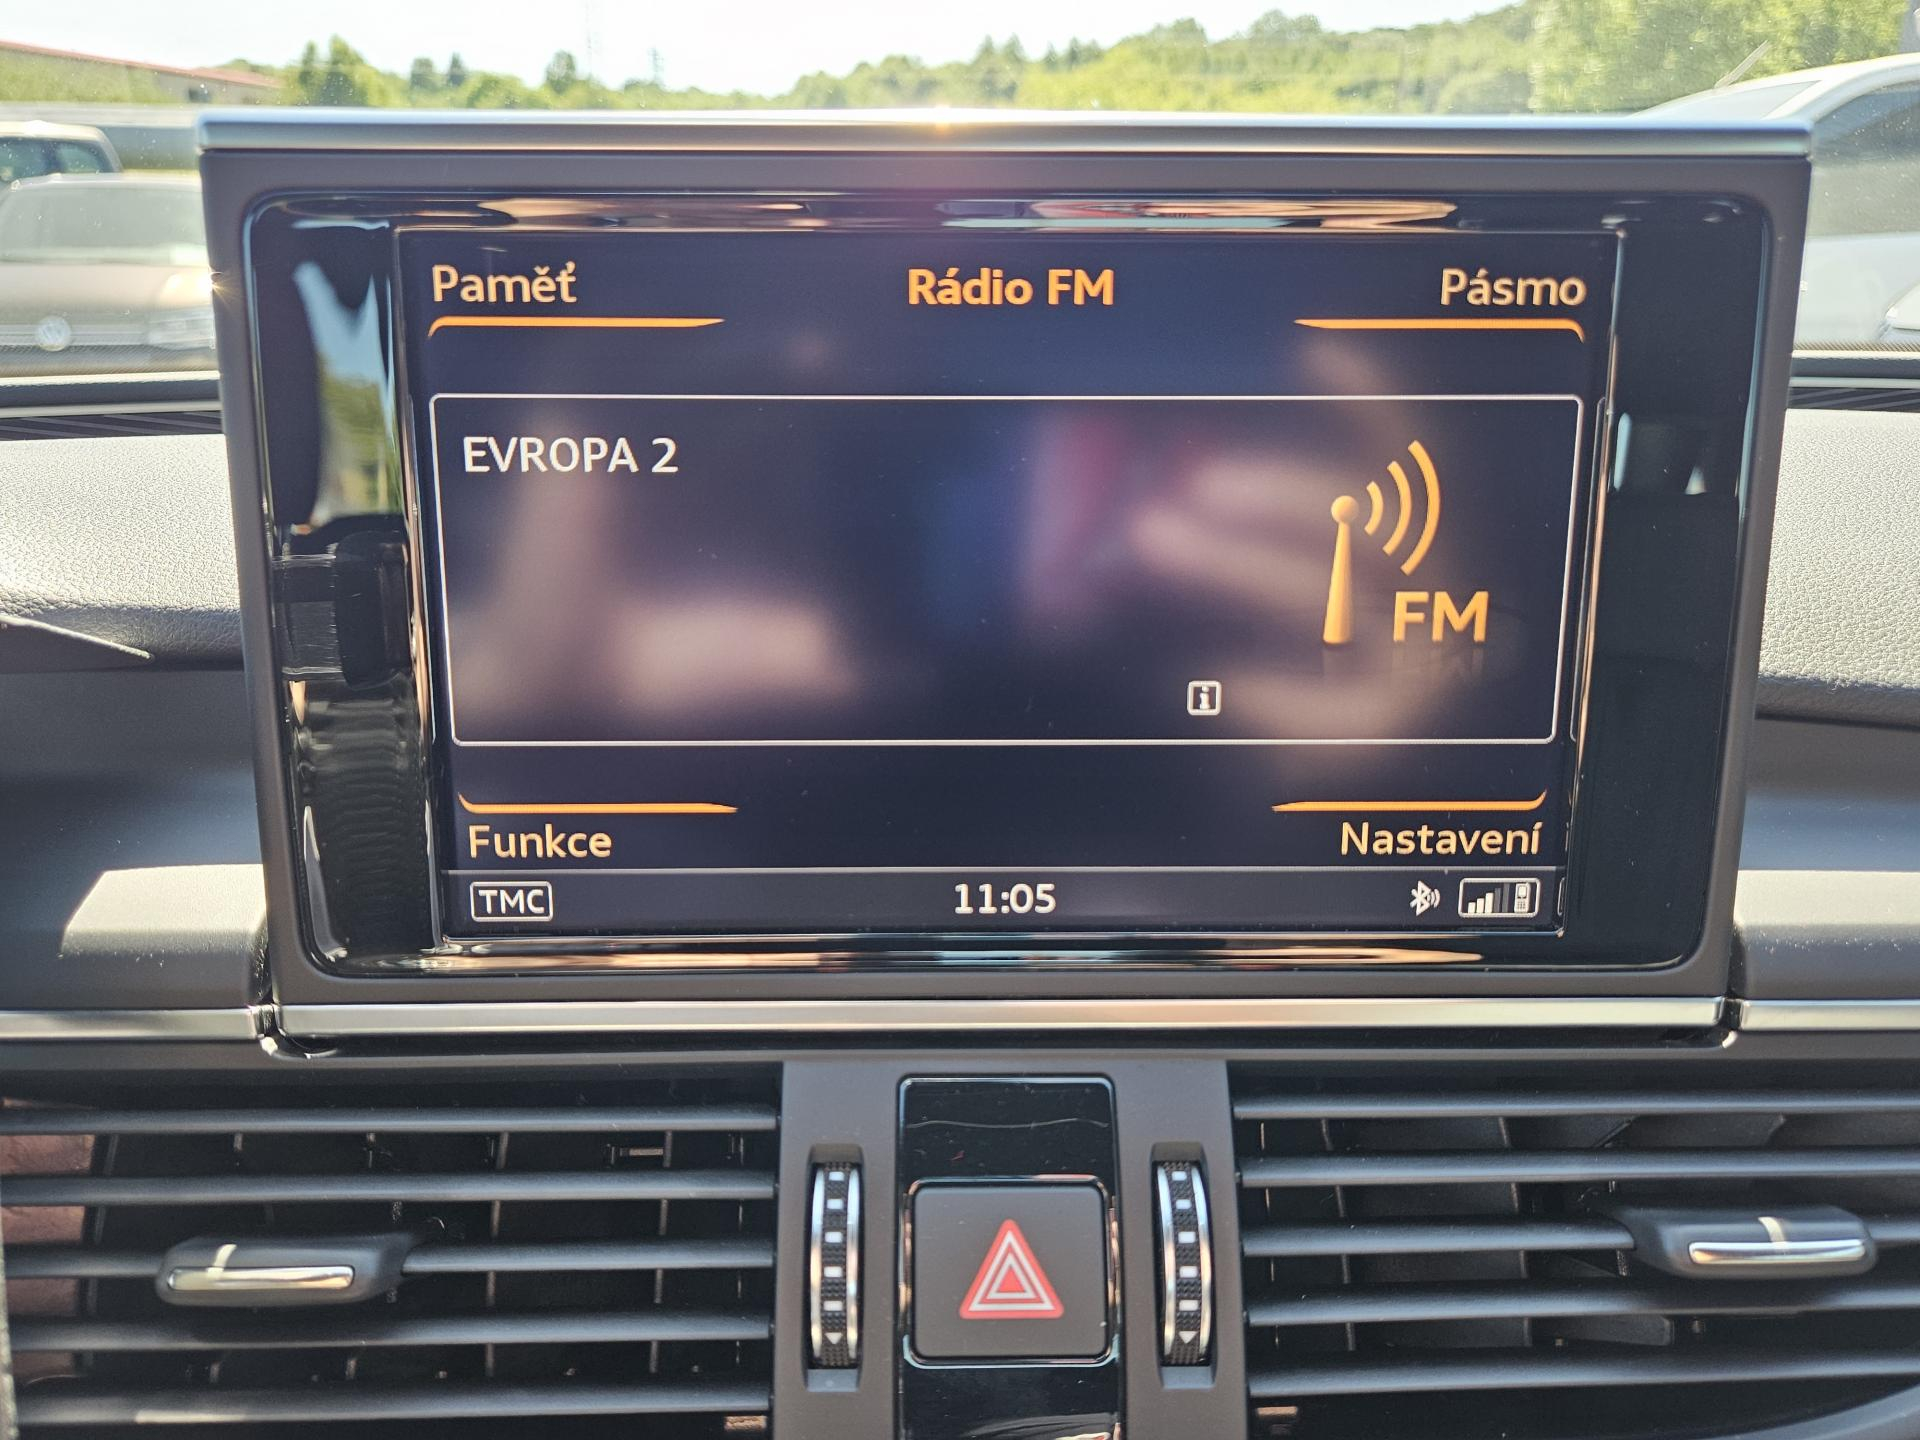 Paměť
Rádio FM
Pásmo
EVROPA 2
FM
Funkce
Nastavení
TMC
11:05